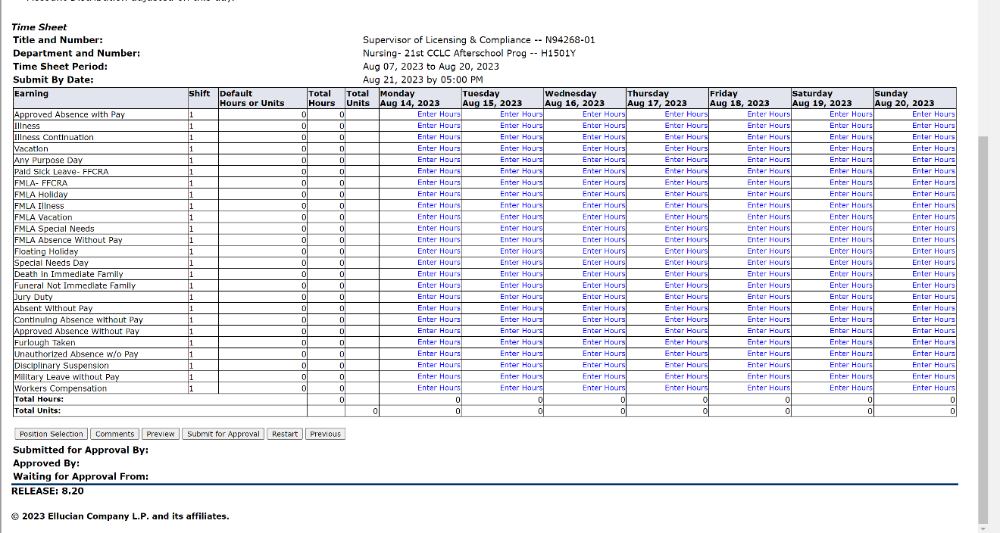 Account Distribution adjusted on this day.
Time Sheet
Title and Number: Supervisor of Licensing & Compliance -- N94268-01
Department and Number: Nursing- 21st CCLC Afterschool Prog -- H1501Y
Time Sheet Period: Aug 07, 2023 to Aug 20, 2023
Submit By Date: Aug 21, 2023 by 05:00 PM
Earning Shift Default Total Total Monday Tuesday Wednesday Thursday Friday Saturday Sunday
Hours or Units Hours Units Aug 14, 2023 Aug 15, 2023 Aug 16, 2023 Aug 17, 2023 Aug 18, 2023 Aug 19, 2023 Aug 20, 2023
Approved Absence with Pay 1 0 0 Enter Hours Enter Hours Enter Hours Enter Hours Enter Hours Enter Hours Enter Hours
Illness 1 0 0 Enter Hours Enter Hours Enter Hours Enter Hours Enter Hours Enter Hours Enter Hours
Illness Continuation 1 0 0 Enter Hours Enter Hours Enter Hours Enter Hours Enter Hours Enter Hours Enter Hours
Vacation 1 0 0 Enter Hours Enter Hours Enter Hours Enter Hours Enter Hours Enter Hours Enter Hours
Any Purpose Day 1 0 0 Enter Hours Enter Hours Enter Hours Enter Hours Enter Hours Enter Hours Enter Hours
Paid Sick Leave- FFCRA 1 0 0 Enter Hours Enter Hours Enter Hours Enter Hours Enter Hours Enter Hours Enter Hours
FMLA- FFCRA 1 0 0 Enter Hours Enter Hours Enter Hours Enter Hours Enter Hours Enter Hours Enter Hours
FMLA Holiday 1 0 0 Enter Hours Enter Hours Enter Hours Enter Hours Enter Hours Enter Hours Enter Hours
FMLA Illness 1 0 0 Enter Hours Enter Hours Enter Hours Enter Hours Enter Hours Enter Hours Enter Hours
FMLA Vacation 1 0 0 Enter Hours Enter Hours Enter Hours Enter Hours Enter Hours Enter Hours Enter Hours
FMLA Special Needs 1 0 0 Enter Hours Enter Hours Enter Hours Enter Hours Enter Hours Enter Hours Enter Hours
FMLA Absence Without Pay 1 0 0 Enter Hours Enter Hours Enter Hours Enter Hours Enter Hours Enter Hours Enter Hours
Floating Holiday 1 0 0 Enter Hours Enter Hours Enter Hours Enter Hours Enter Hours Enter Hours Enter Hours
Special Needs Day 1 0 0 Enter Hours Enter Hours Enter Hours Enter Hours Enter Hours Enter Hours Enter Hours
Death in Immediate Family 1 0 0 Enter Hours Enter Hours Enter Hours Enter Hours Enter Hours Enter Hours Enter Hours
Funeral Not Immediate Family 1 0 0 Enter Hours Enter Hours Enter Hours Enter Hours Enter Hours Enter Hours Enter Hours
Jury Duty 1 0 0 Enter Hours Enter Hours Enter Hours Enter Hours Enter Hours Enter Hours Enter Hours
Absent Without Pay 1 0 0 Enter Hours Enter Hours Enter Hours Enter Hours Enter Hours Enter Hours Enter Hours
Continuing Absence without Pay 1 0 0 Enter Hours Enter Hours Enter Hours Enter Hours Enter Hours Enter Hours Enter Hours
Approved Absence Without Pay 1 0 0 Enter Hours Enter Hours Enter Hours Enter Hours Enter Hours Enter Hours Enter Hours
Furlough Taken 1 0 0 Enter Hours Enter Hours Enter Hours Enter Hours Enter Hours Enter Hours Enter Hours
Unauthorized Absence w/o Pay 1 0 0 Enter Hours Enter Hours Enter Hours Enter Hours Enter Hours Enter Hours Enter Hours
Disciplinary Suspension 1 0 0 Enter Hours Enter Hours Enter Hours Enter Hours Enter Hours Enter Hours Enter Hours
Military Leave without Pay 1 0 0 Enter Hours Enter Hours Enter Hours Enter Hours Enter Hours Enter Hours Enter Hours
Workers Compensation 1 0 0 Enter Hours Enter Hours Enter Hours Enter Hours Enter Hours Enter Hours Enter Hours
Total Hours: 0 0 0 0 0 0 0 0
Total Units: 0 0 0 0 0 0 0 0
Position Selection Comments Preview Submit for Approval Restart Previous
Submitted for Approval By:
Approved By:
Waiting for Approval From:
RELEASE: 8.20
© 2023 Ellucian Company L.P. and its affiliates.